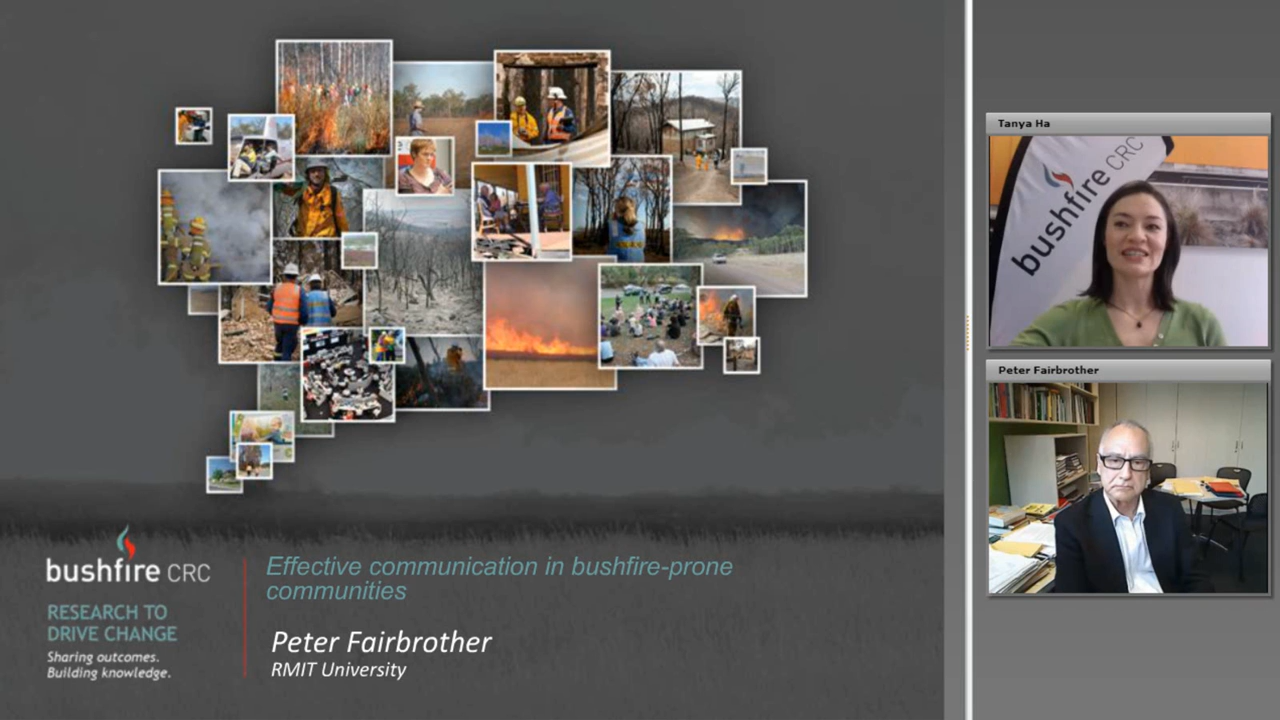 bushfire CRC
RESEARCH TO
DRIVE CHANGE
Sharing outcomes.
Building knowledge.
Effective communication in bushfire-prone
communities
Peter Fairbrother
RMIT University
Tanya Ha
bushfire CRC
Peter Fairbrother